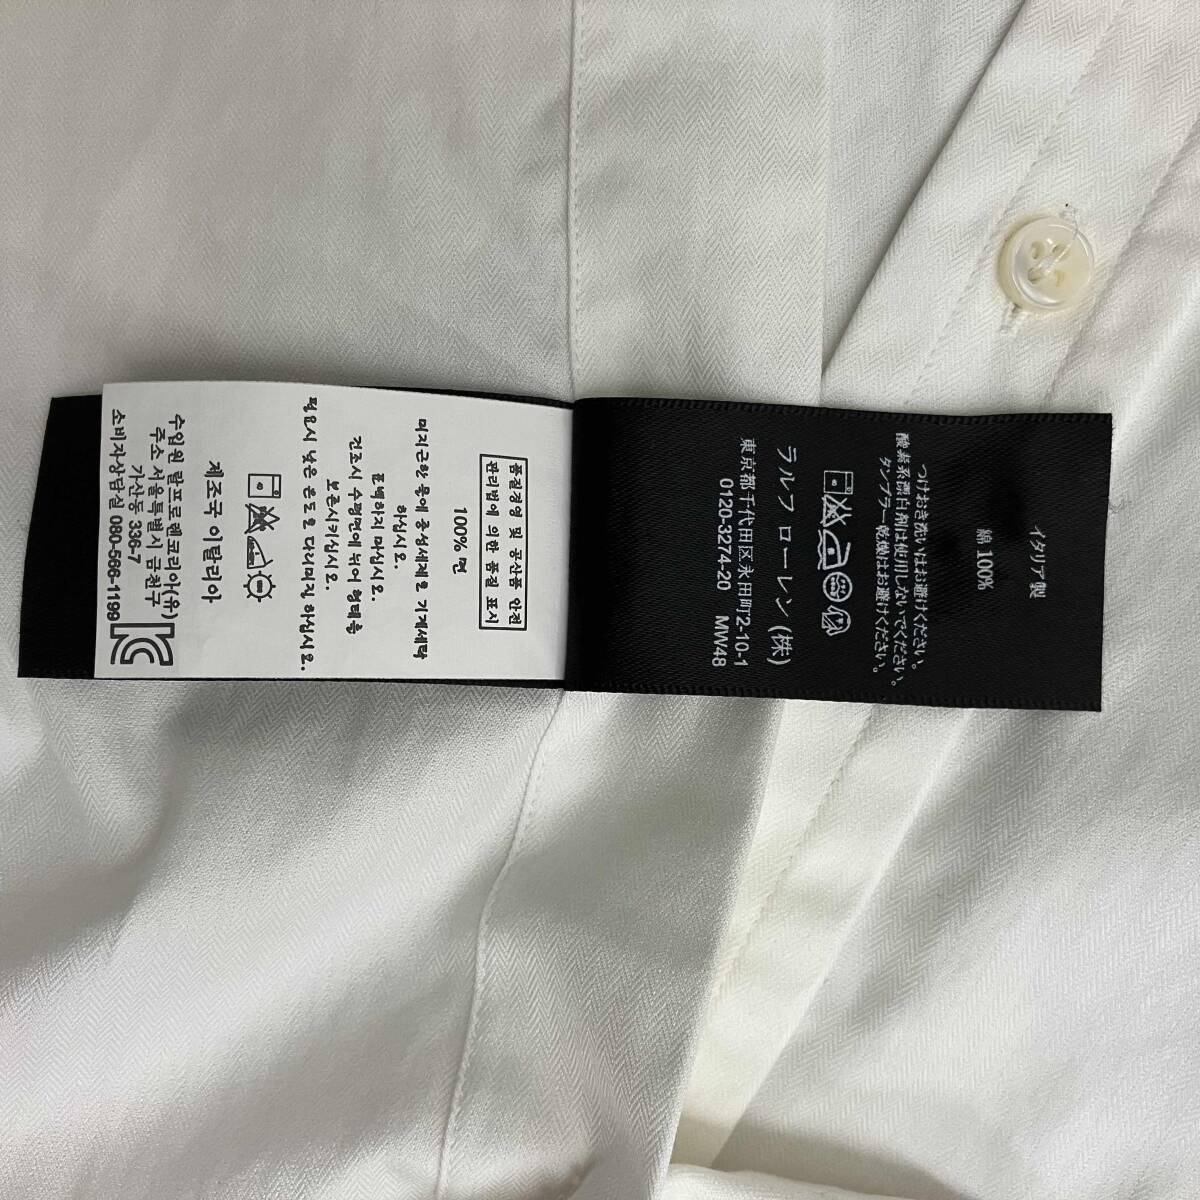 품질경영 및 공산품 안전
관리법에 의한 품질 표시
100% 면
미지근한 물에 중성세제로 기계세탁
하십시요.
표백하지 마십시요.
건조시 수평면에 뉘어 형태를
보존시키십시요.
필요시 낮은 온도로 다리미질 하십시요.
제조국 이탈리아
수입원 랄프로렌코리아(유)
주소 서울특별시 금천구
가산동 336-7
소비자상담실 080-566-1199
イタリア製
綿 100%
つけおき洗いはお避けください。
酸素系漂白剤は使用しないでください。
タンブラー乾燥はお避けください。
ラルフ ローレン (株)
東京都千代田区永田町2-10-1
0120-3274-20 MW48